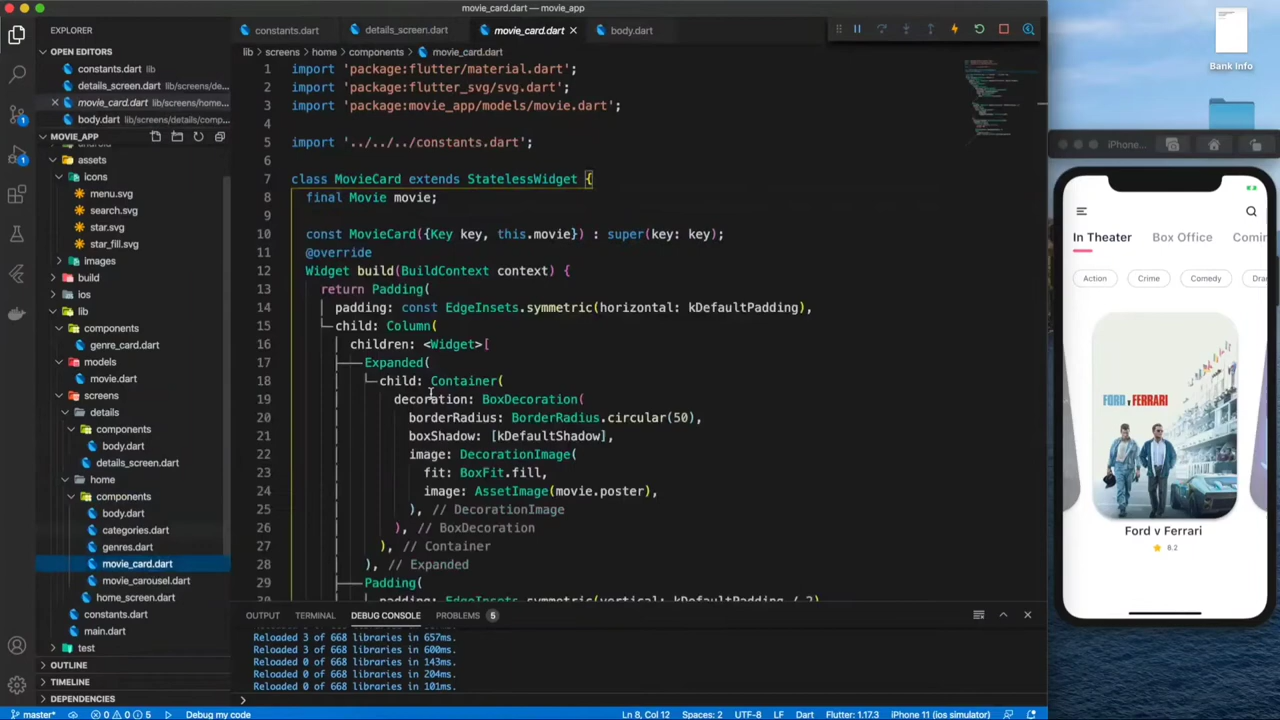 movie_card.dart — movie_app
EXPLORER
OPEN EDITORS
constants.dart lib
details_screen.dart lib/screens/de...
movie_card.dart lib/screens/home...
body.dart lib/screens/details/comp...
MOVIE_APP
assets
icons
menu.svg
search.svg
star.svg
star_fill.svg
images
build
ios
lib
components
genre_card.dart
models
movie.dart
screens
details
components
body.dart
details_screen.dart
home
components
body.dart
categories.dart
genres.dart
movie_card.dart
movie_carousel.dart
home_screen.dart
constants.dart
main.dart
test
OUTLINE
TIMELINE
DEPENDENCIES
constants.dart details_screen.dart movie_card.dart body.dart
lib screens home components movie_card.dart
1 import 'package:flutter/material.dart';
2 import 'package:flutter_svg/svg.dart';
3 import 'package:movie_app/models/movie.dart';
4
5 import '../../../constants.dart';
6
7 class MovieCard extends StatelessWidget {
8 final Movie movie;
9
10 const MovieCard({Key key, this.movie}) : super(key: key);
11 @override
12 Widget build(BuildContext context) {
13 return Padding(
14 padding: const EdgeInsets.symmetric(horizontal: kDefaultPadding),
15 child: Column(
16 children: <Widget>[
17 Expanded(
18 child: Container(
19 decoration: BoxDecoration(
20 borderRadius: BorderRadius.circular(50),
21 boxShadow: [kDefaultShadow],
22 image: DecorationImage(
23 fit: BoxFit.fill,
24 image: AssetImage(movie.poster),
25 ), // DecorationImage
26 ), // BoxDecoration
27 ), // Container
28 ), // Expanded
29 Padding(
padding: EdgeInsets.symmetric(vertical: kDefaultPadding / 2)
OUTPUT TERMINAL DEBUG CONSOLE PROBLEMS 5
Reloaded 3 of 668 libraries in 657ms.
Reloaded 3 of 668 libraries in 600ms.
Reloaded 0 of 668 libraries in 143ms.
Reloaded 0 of 668 libraries in 204ms.
Reloaded 0 of 668 libraries in 101ms.
master* 0 0 5 Debug my code Ln 8, Col 12 Spaces: 2 UTF-8 LF Dart Flutter: 1.17.3 iPhone 11 (ios simulator)
Bank Info
iPhone...
In Theater Box Office Comin
Action Crime Comedy Dra
FORD v FERRARI
Ford v Ferrari
8.2